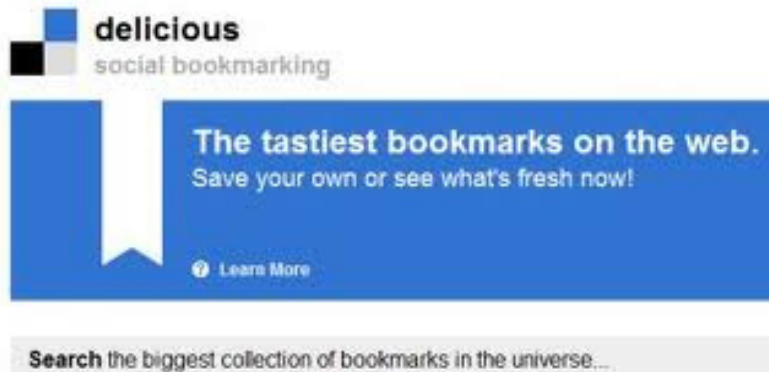 delicious
social bookmarking
The tastiest bookmarks on the web.
Save your own or see what's fresh now!
? Learn More
Search the biggest collection of bookmarks in the universe...